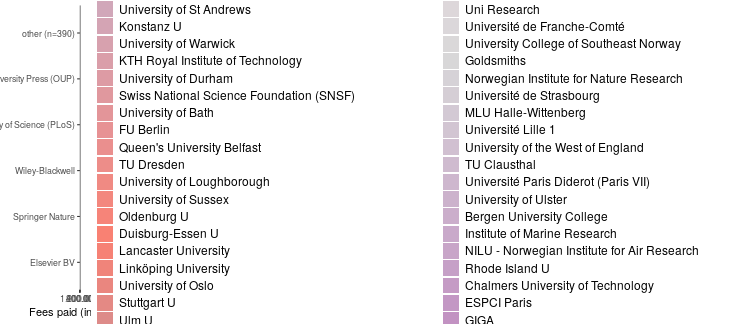 other (n=390)
versity Press (OUP)
y of Science (PLoS)
Wiley-Blackwell
Springer Nature
Elsevier BV
Fees paid (in
University of St Andrews
Konstanz U
University of Warwick
KTH Royal Institute of Technology
University of Durham
Swiss National Science Foundation (SNSF)
University of Bath
FU Berlin
Queen's University Belfast
TU Dresden
University of Loughborough
University of Sussex
Oldenburg U
Duisburg-Essen U
Lancaster University
Linköping University
University of Oslo
Stuttgart U
Ulm U
Uni Research
Université de Franche-Comté
University College of Southeast Norway
Goldsmiths
Norwegian Institute for Nature Research
Université de Strasbourg
MLU Halle-Wittenberg
Université Lille 1
University of the West of England
TU Clausthal
Université Paris Diderot (Paris VII)
University of Ulster
Bergen University College
Institute of Marine Research
NILU - Norwegian Institute for Air Research
Rhode Island U
Chalmers University of Technology
ESPCI Paris
GIGA